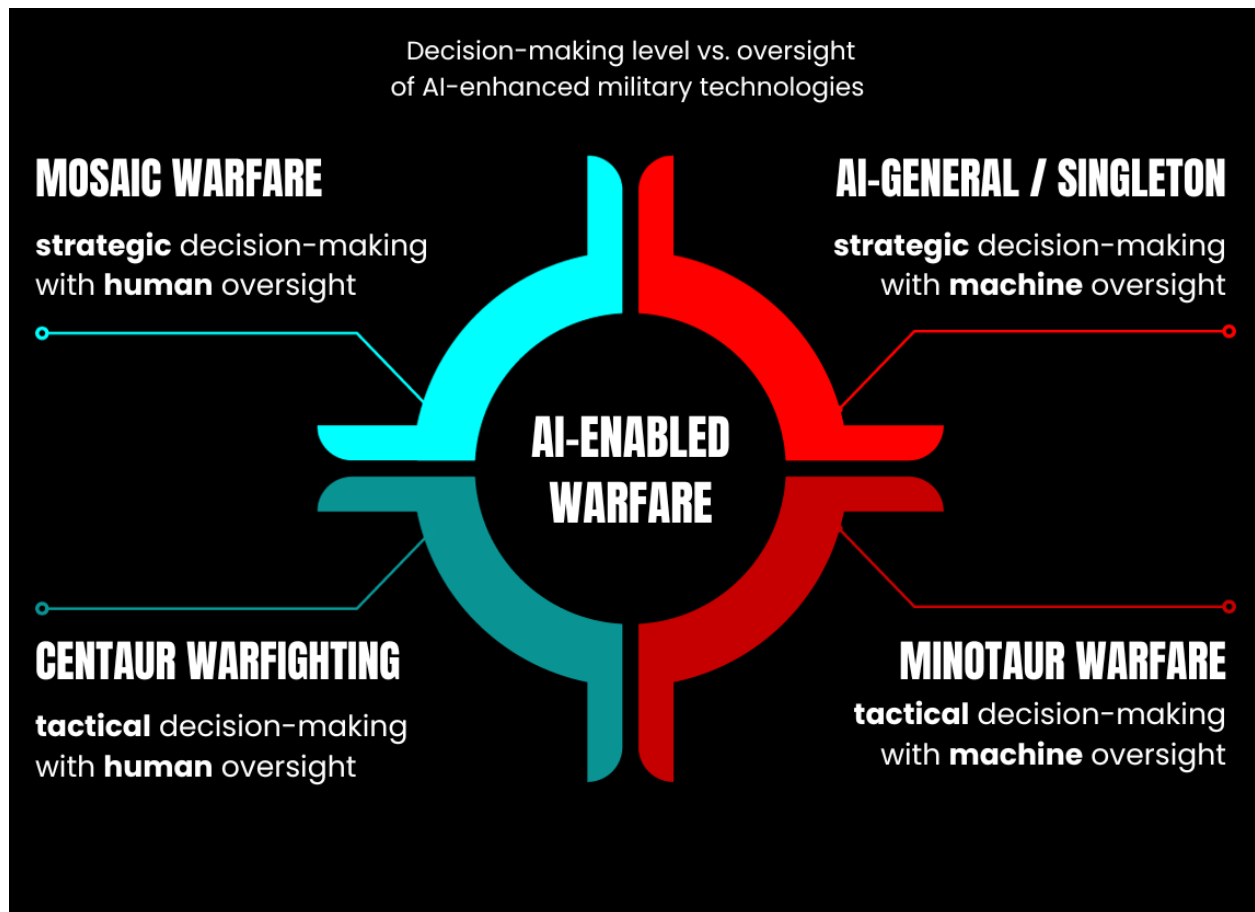 Decision-making level vs. oversight
of AI-enhanced military technologies
MOSAIC WARFARE
strategic decision-making
with human oversight
AI-GENERAL / SINGLETON
strategic decision-making
with machine oversight
AI-ENABLED
WARFARE
CENTAUR WARFIGHTING
tactical decision-making
with human oversight
MINOTAUR WARFARE
tactical decision-making
with machine oversight